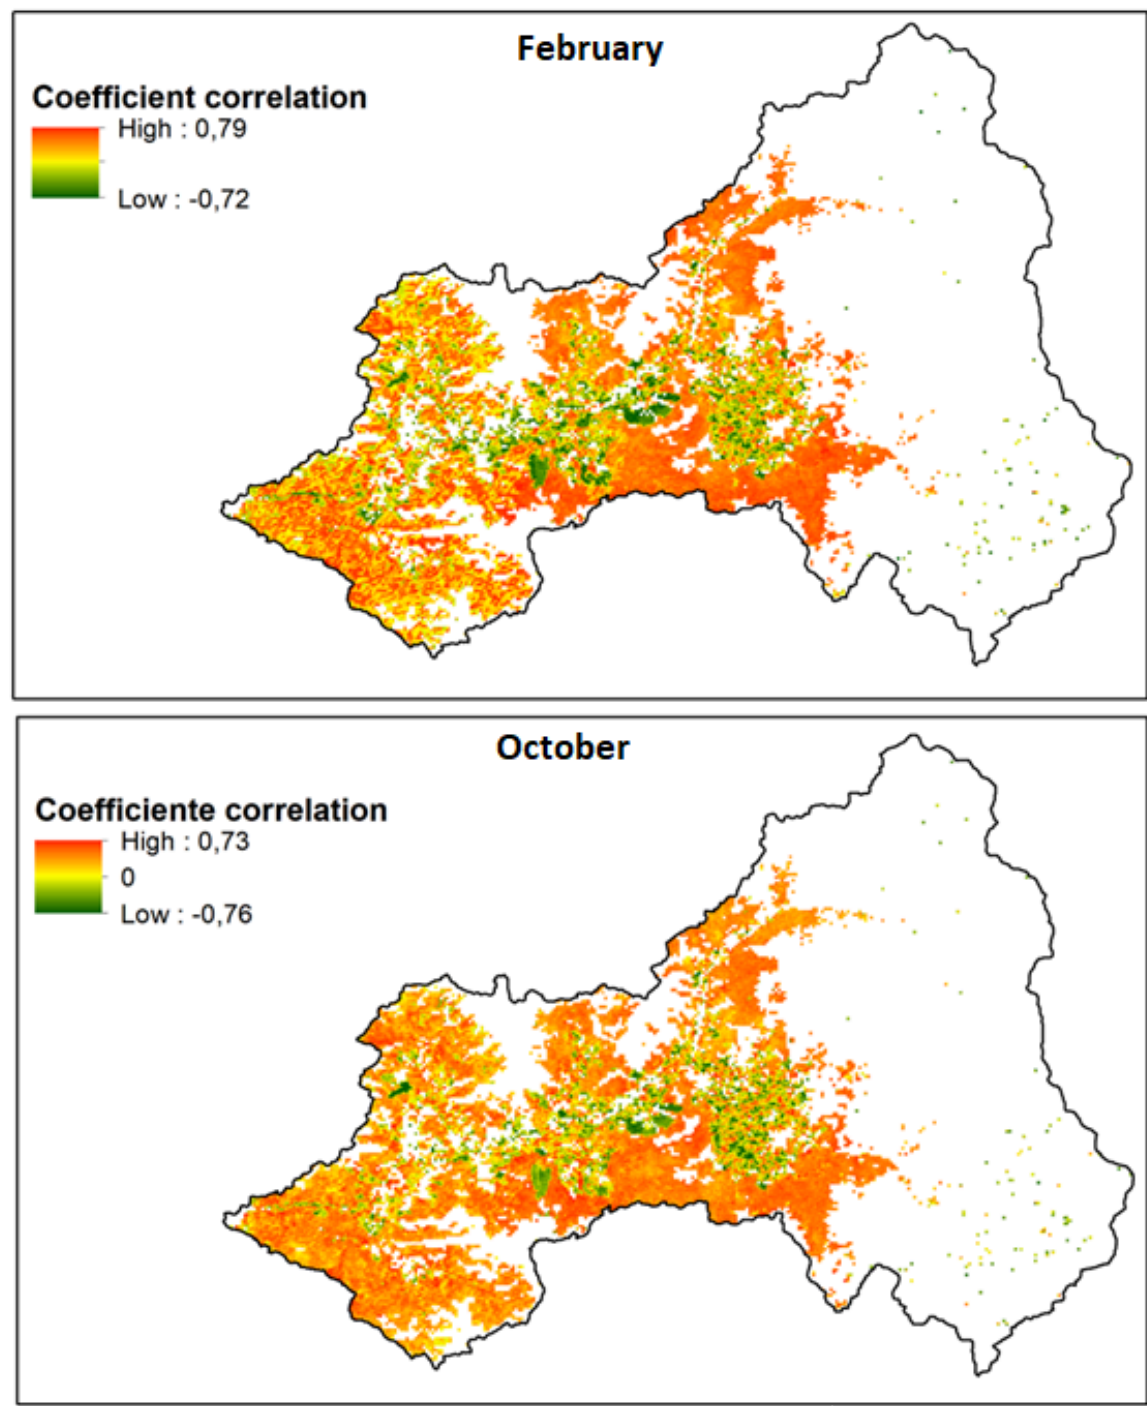 February
Coefficient correlation
High : 0,79
Low : -0,72
October
Coefficiente correlation
High : 0,73
0
Low : -0,76